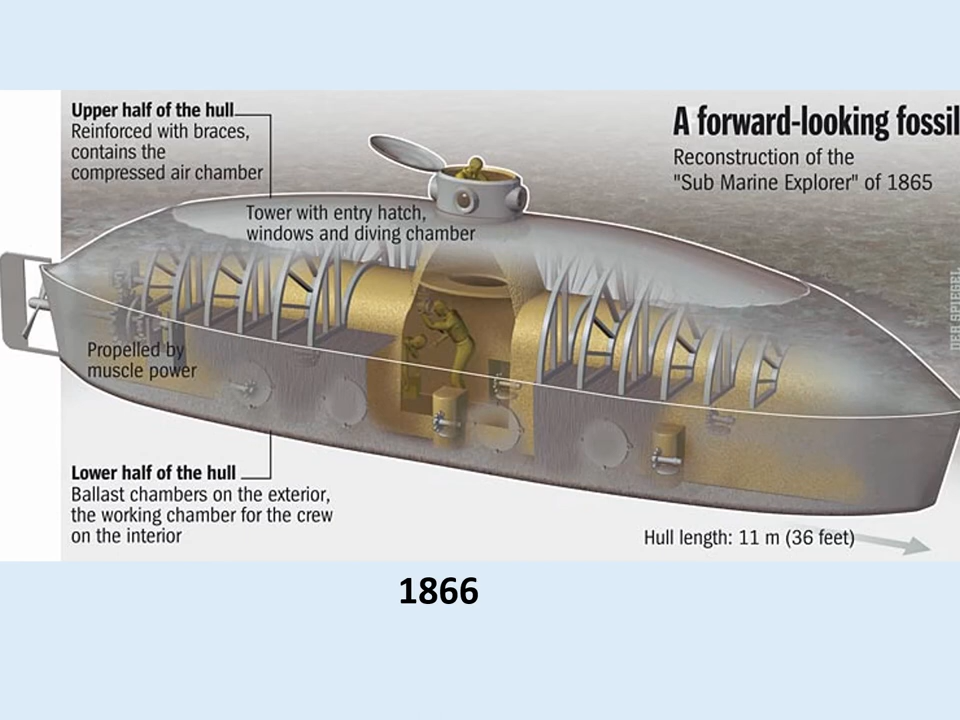 Upper half of the hull
Reinforced with braces,
contains the
compressed air chamber
A forward-looking fossil
Reconstruction of the
"Sub Marine Explorer" of 1865
Tower with entry hatch,
windows and diving chamber
DER SPIEGEL
Propelled by
muscle power
Lower half of the hull
Ballast chambers on the exterior,
the working chamber for the crew
on the interior
Hull length: 11 m (36 feet)
1866